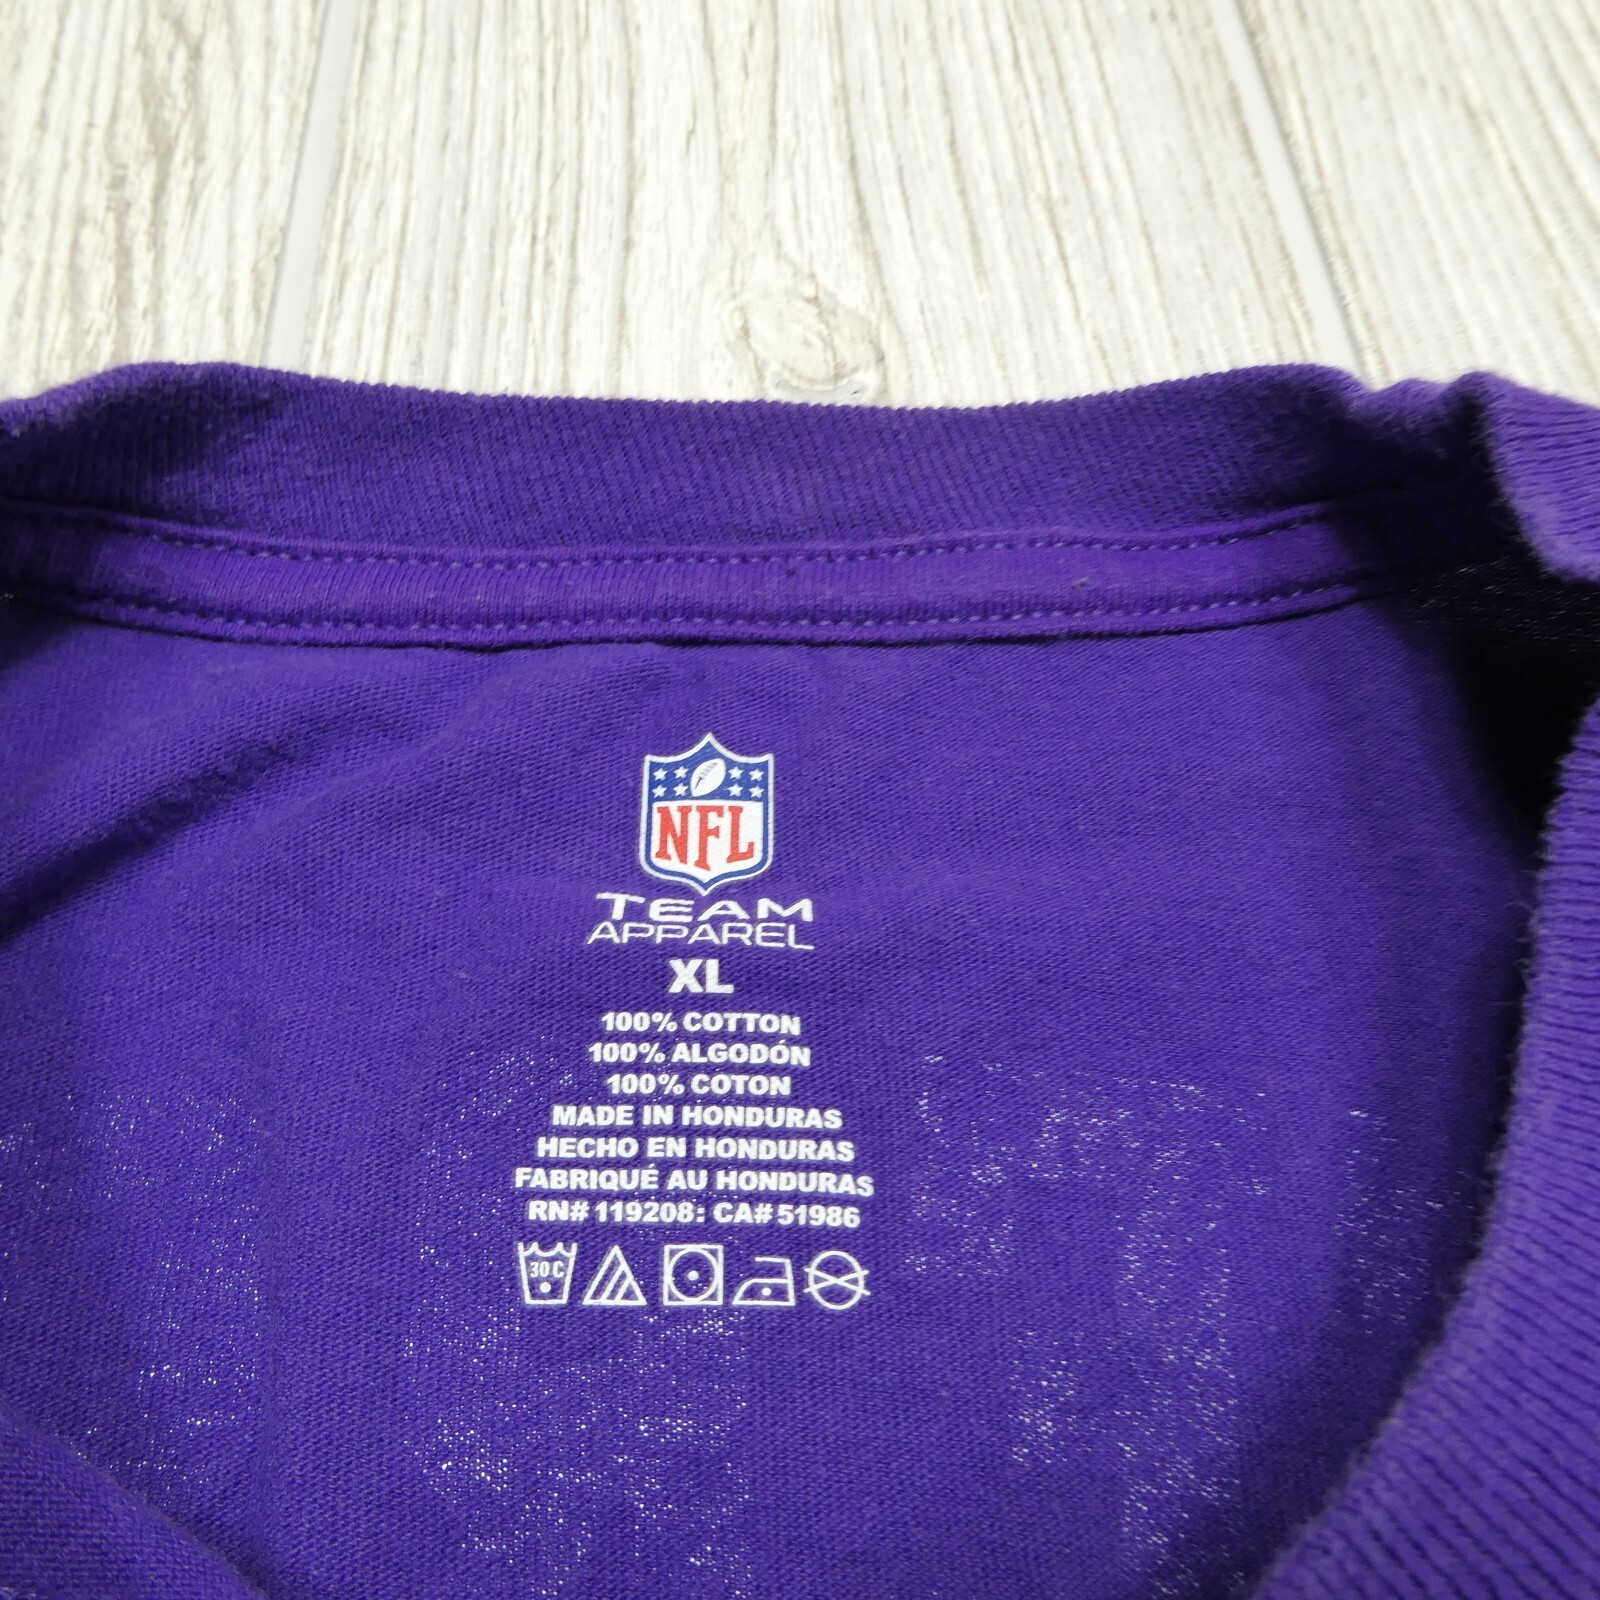 NFL
TEAM
APPAREL
XL
100% COTTON
100% ALGODÓN
100% COTON
MADE IN HONDURAS
HECHO EN HONDURAS
FABRIQUÉ AU HONDURAS
RN# 119208: CA# 51986
30 C